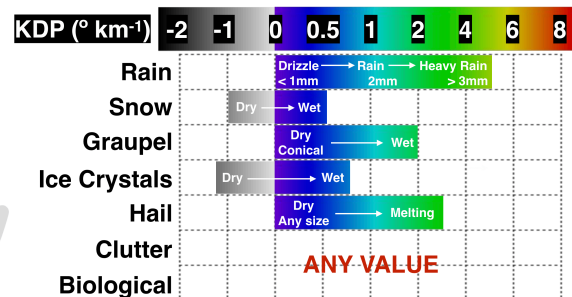 KDP (° km-1) -2 -1 0 0.5 1 2 4 6 8
Rain Drizzle Rain Heavy Rain
< 1mm 2mm > 3mm
Snow Dry Wet
Graupel Dry Conical Wet
Ice Crystals Dry Wet
Hail Dry Any size Melting
Clutter
ANY VALUE
Biological